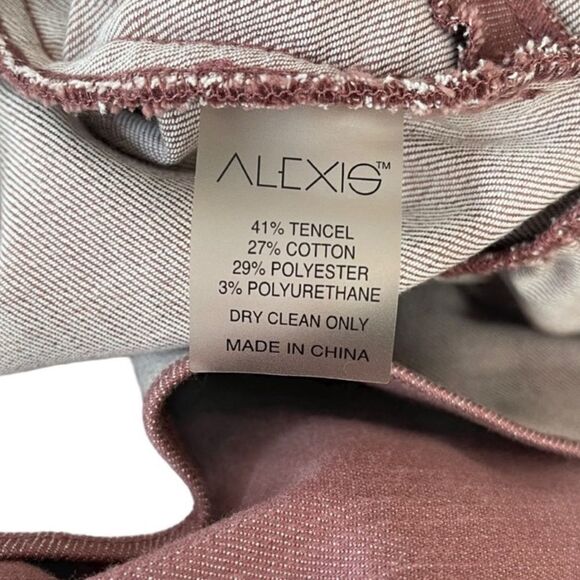 ALEXIS™
41% TENCEL
27% COTTON
29% POLYESTER
3% POLYURETHANE
DRY CLEAN ONLY
MADE IN CHINA